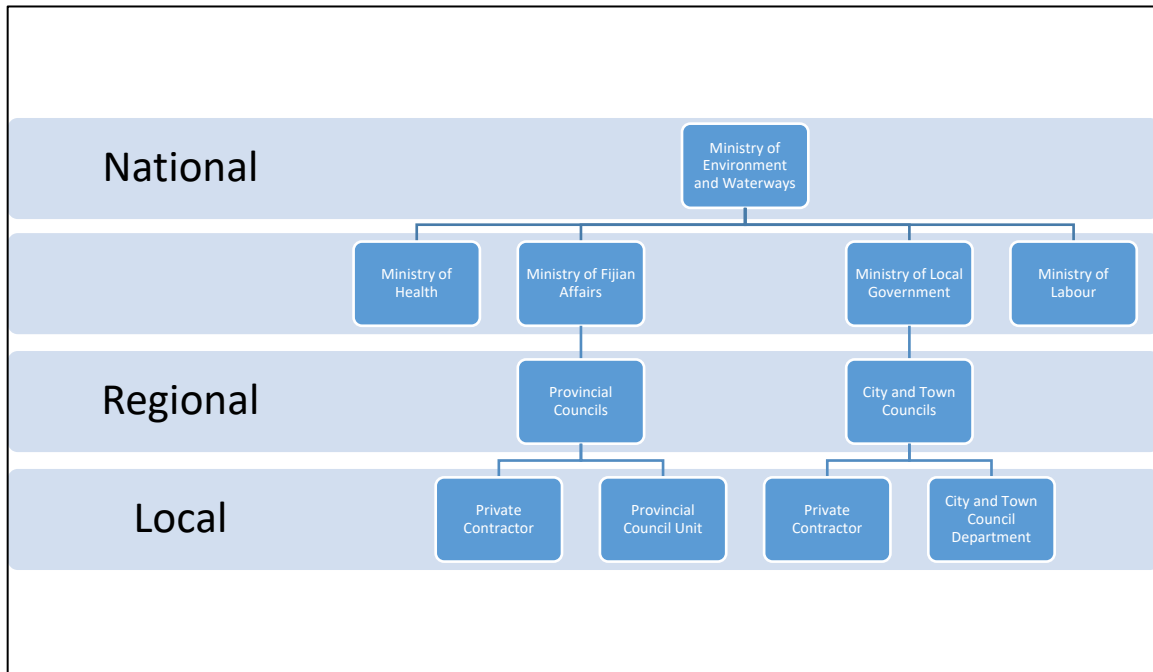 National
Ministry of
Environment
and Waterways
Ministry of
Health
Ministry of Fijian
Affairs
Ministry of Local
Government
Ministry of
Labour
Regional
Provincial
Councils
City and Town
Councils
Local
Private
Contractor
Provincial
Council Unit
Private
Contractor
City and Town
Council
Department